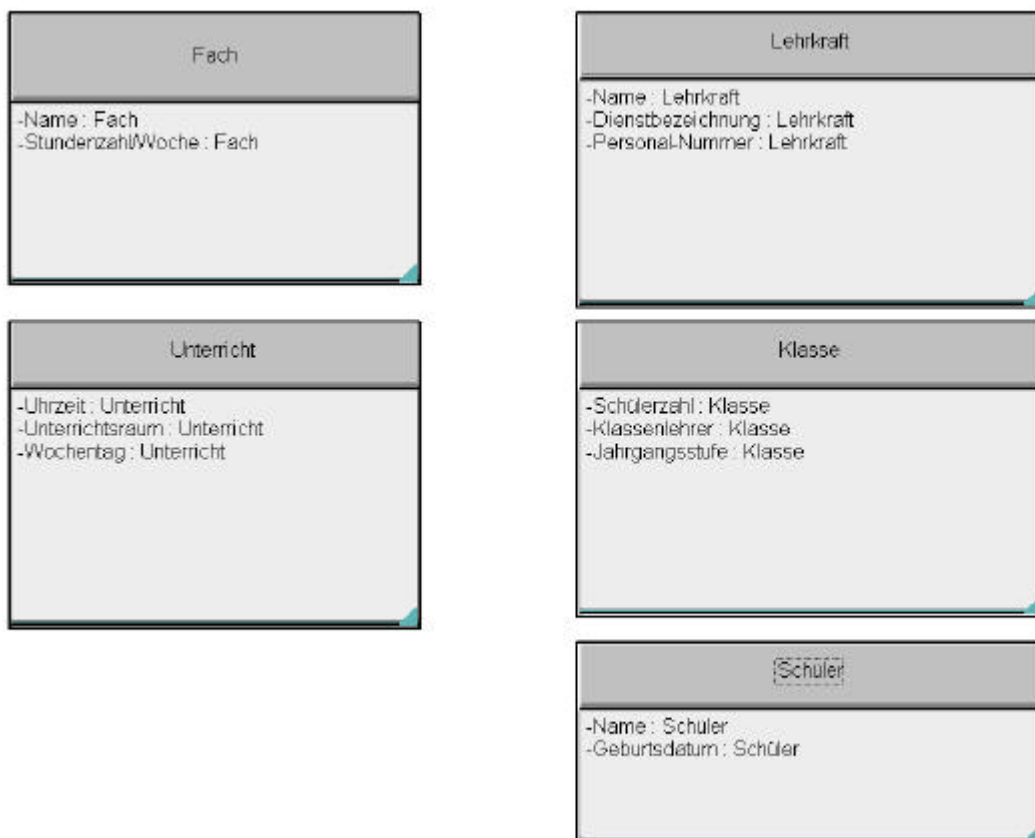 Fach
-Name : Fach
-Stundenzahl/Woche : Fach
Lehrkraft
-Name : Lehrkraft
-Dienstbezeichnung : Lehrkraft
-Personal-Nummer : Lehrkraft
Unterricht
-Uhrzeit : Unterricht
-Unterrichtsraum : Unterricht
-Wochentag : Unterricht
Klasse
-Schülerzahl : Klasse
-Klassenlehrer : Klasse
-Jahrgangsstufe : Klasse
Schüler
-Name : Schüler
-Geburtsdatum : Schüler